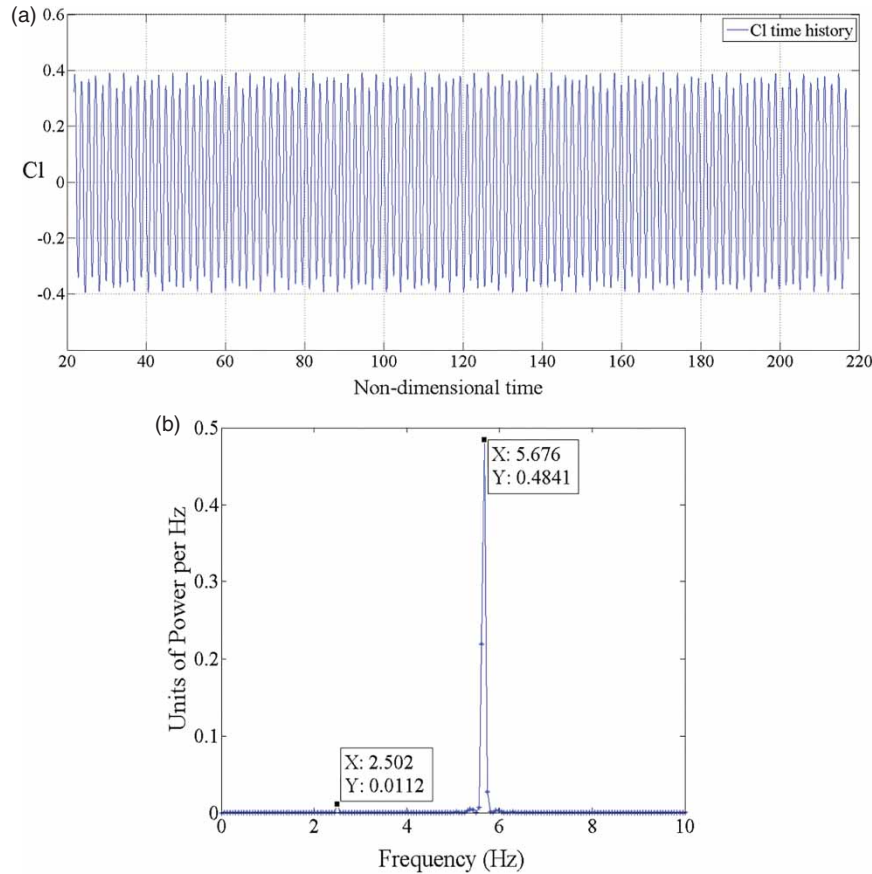 (a)
0.6
0.4
0.2
0
-0.2
-0.4
Cl
Cl time history
20 40 60 80 100 120 140 160 180 200 220
Non-dimensional time
(b)
0.5
0.4
0.3
0.2
0.1
0
Units of Power per Hz
X: 5.676
Y: 0.4841
X: 2.502
Y: 0.0112
0 2 4 6 8 10
Frequency (Hz)